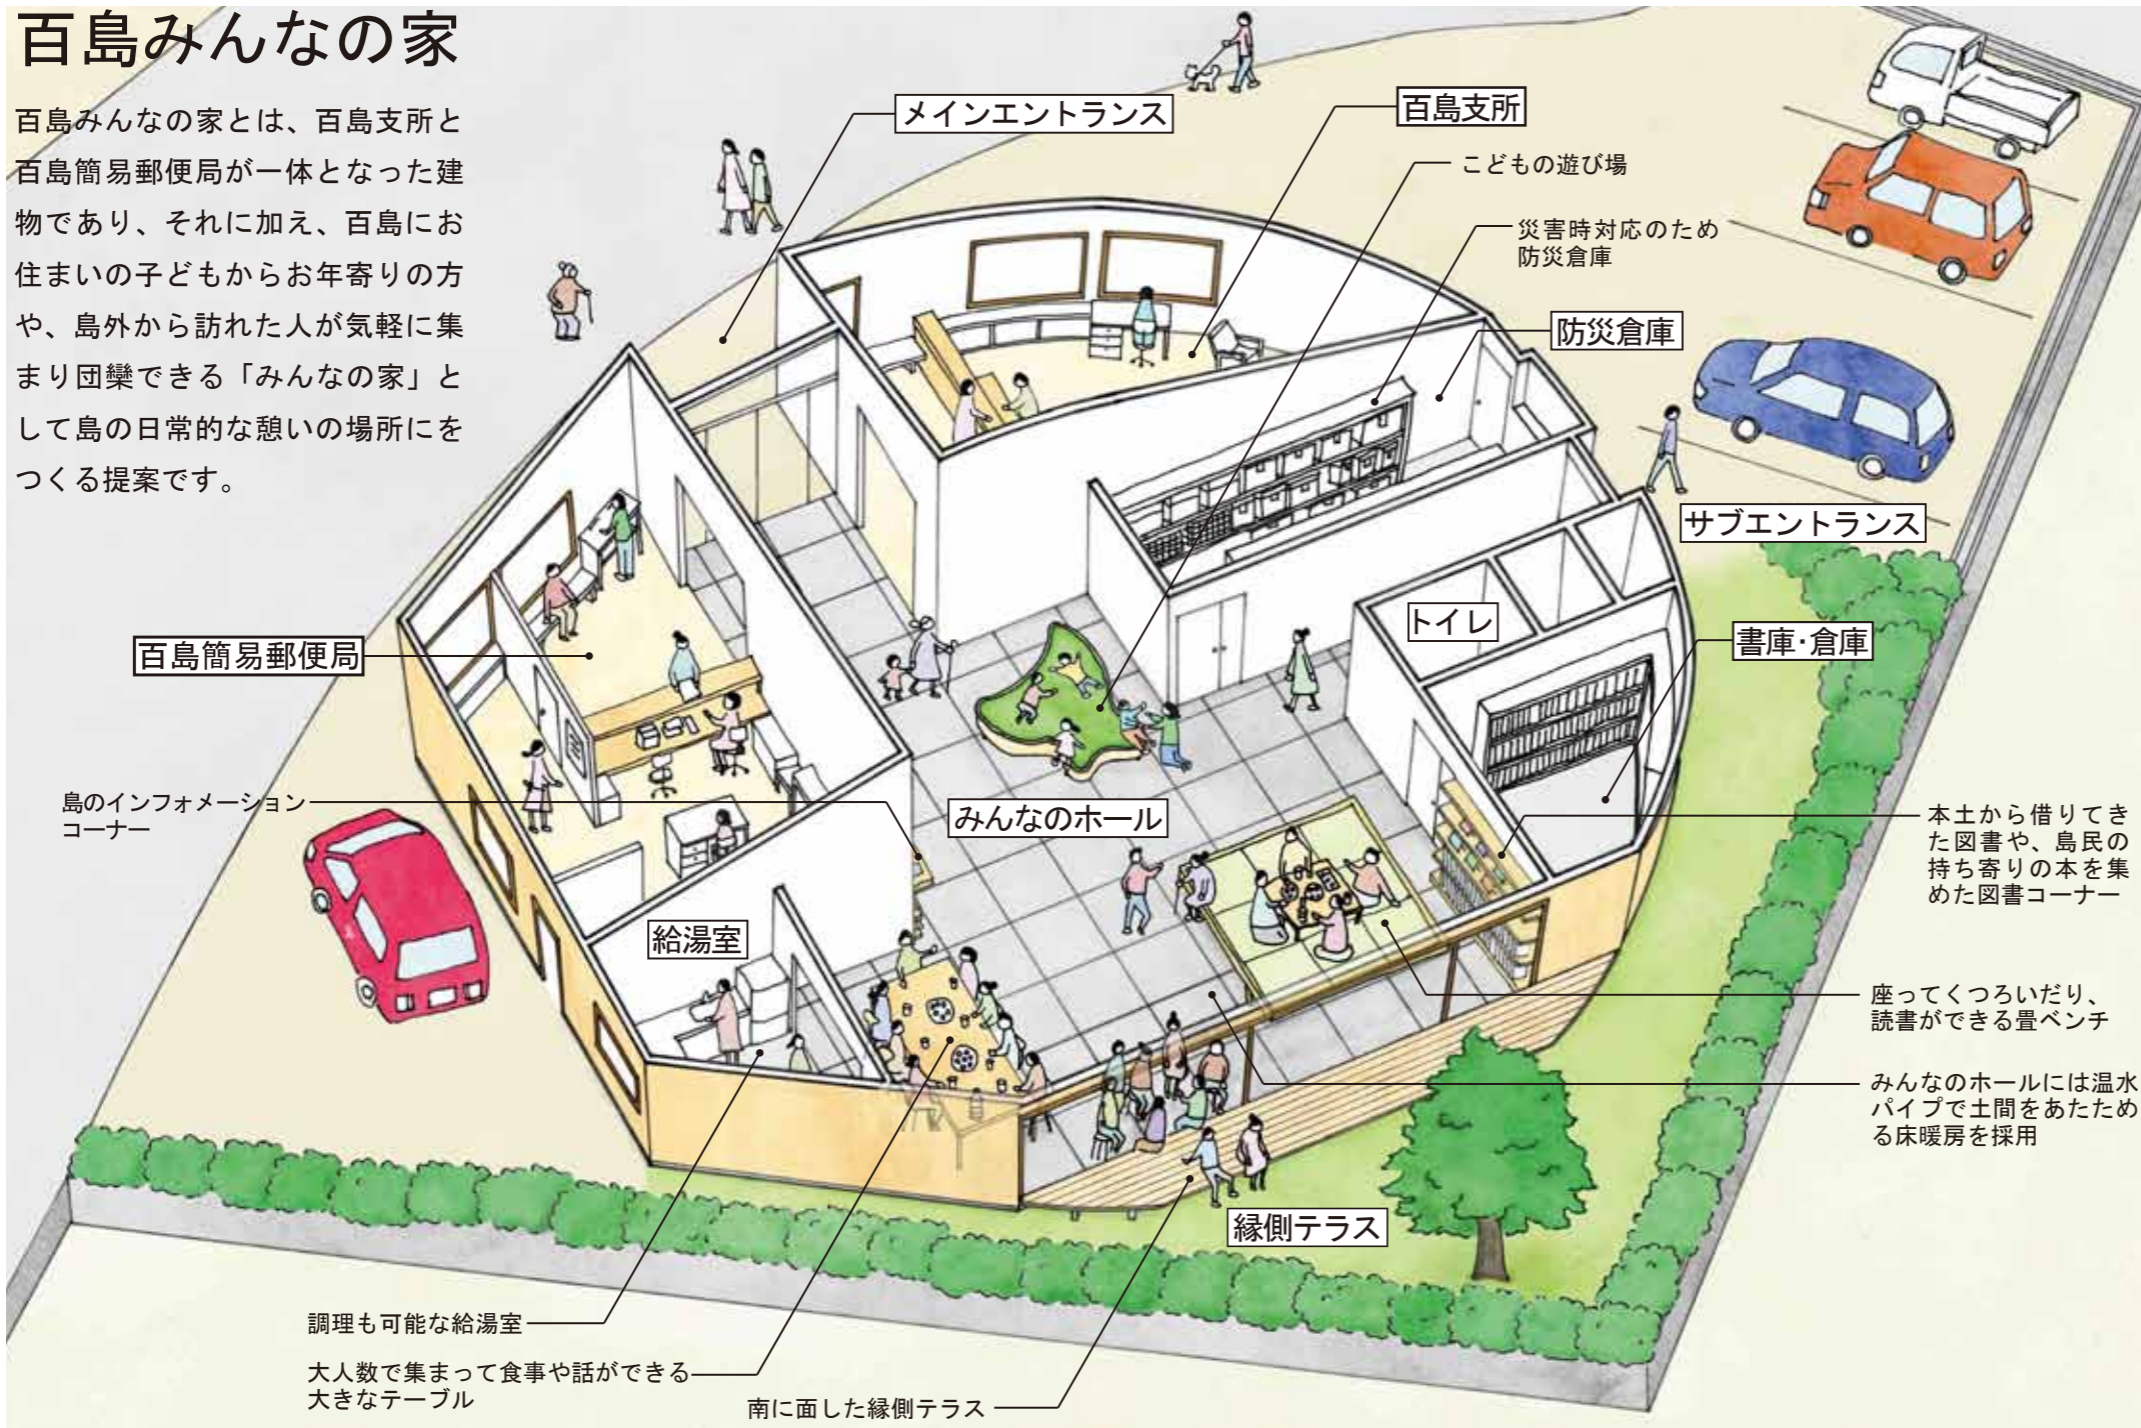 百島みんなの家
百島みんなの家とは、百島支所と
百島簡易郵便局が一体となった建
物であり、それに加え、百島にお
住まいの子どもからお年寄りの方
や、島外から訪れた人が気軽に集
まり団欒できる「みんなの家」と
して島の日常的な憩いの場所にを
つくる提案です。
メインエントランス
百島支所
こどもの遊び場
災害時対応のため
防災倉庫
防災倉庫
サブエントランス
トイレ
書庫・倉庫
百島簡易郵便局
島のインフォメーション
コーナー
みんなのホール
本土から借りてき
た図書や、島民の
持ち寄りの本を集
めた図書コーナー
給湯室
座ってくつろいだり、
読書ができる畳ベンチ
みんなのホールには温水
パイプで土間をあたため
る床暖房を採用
縁側テラス
調理も可能な給湯室
大人数で集まって食事や話ができる
大きなテーブル
南に面した縁側テラス